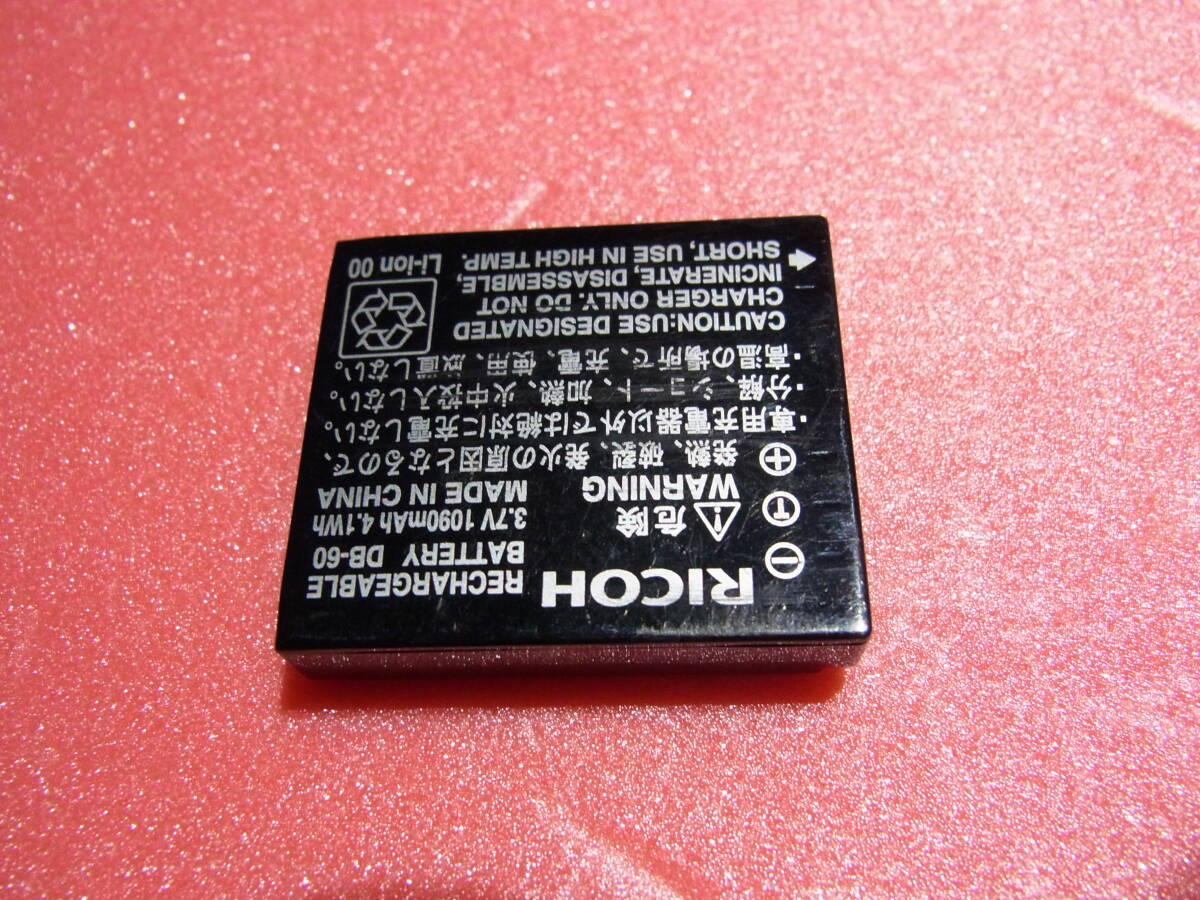 RICOH
RECHARGEABLE
BATTERY DB-60
3.7V 1090mAh 4.1Wh
MADE IN CHINA
危険
WARNING
発熱、破裂、発火の原因となるので、
・専用充電器以外では絶対に充電しない。
・分解、ショート、加熱、火中投入しない。
・高温の場所で、充電、使用、放置しない。
CAUTION:USE DESIGNATED
CHARGER ONLY. DO NOT
INCINERATE, DISASSEMBLE,
SHORT, USE IN HIGH TEMP.
Li-ion 00
T